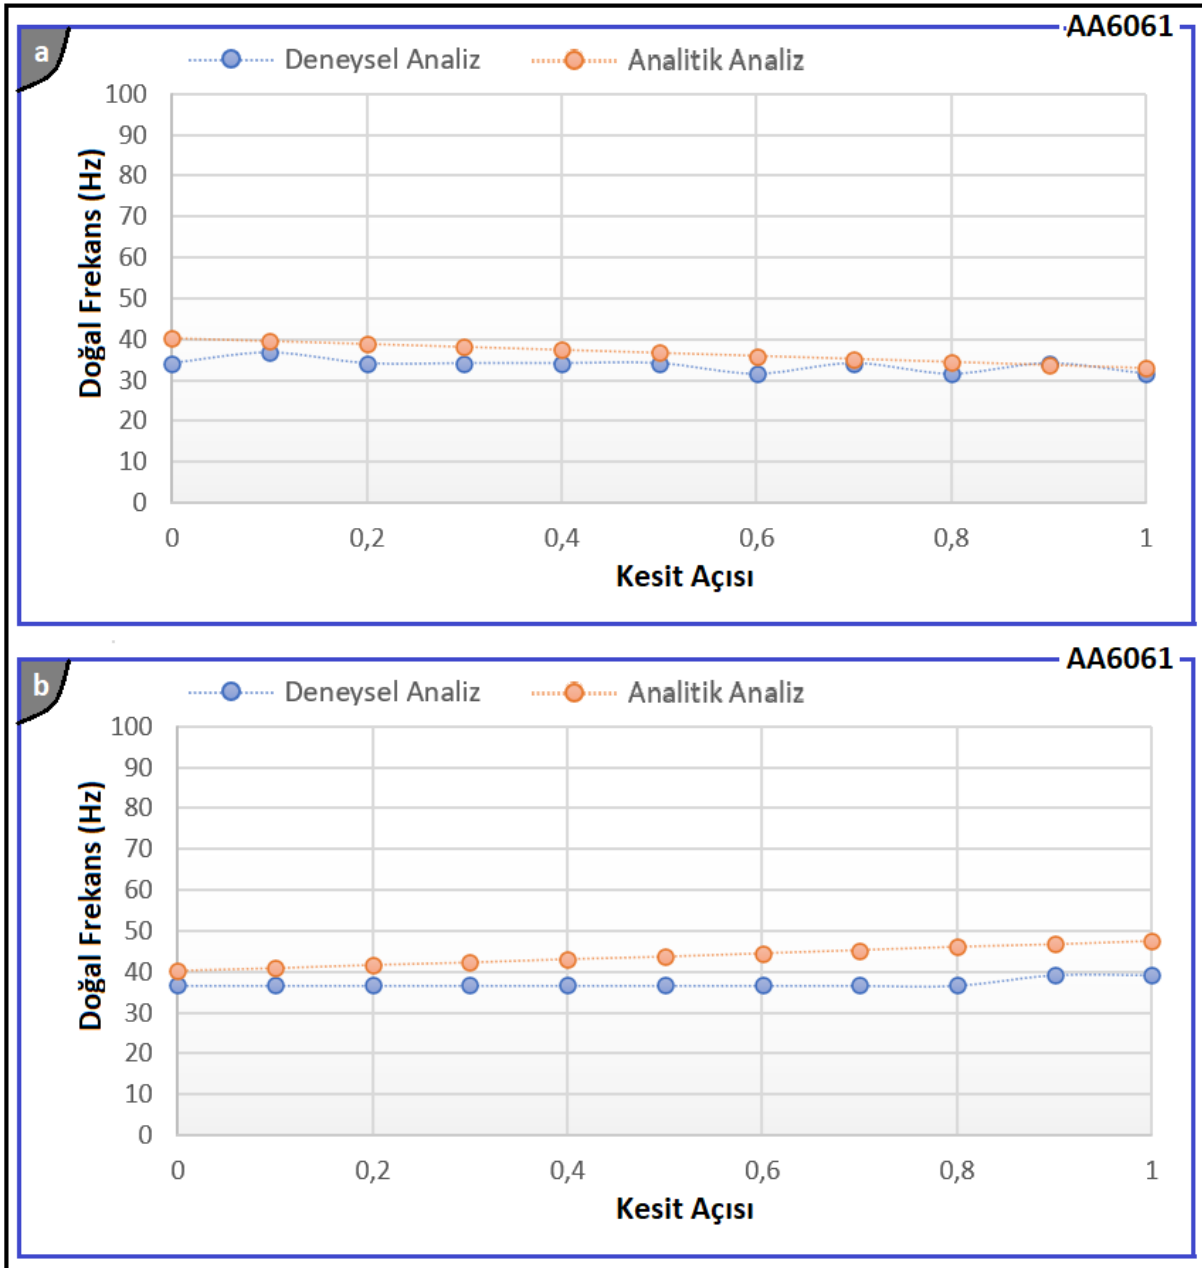 AA6061
a
Deneysel Analiz Analitik Analiz
100
90
80
70
60
50
40
30
20
10
0
Doğal Frekans (Hz)
0 0,2 0,4 0,6 0,8 1
Kesit Açısı
AA6061
b
Deneysel Analiz Analitik Analiz
100
90
80
70
60
50
40
30
20
10
0
Doğal Frekans (Hz)
0 0,2 0,4 0,6 0,8 1
Kesit Açısı